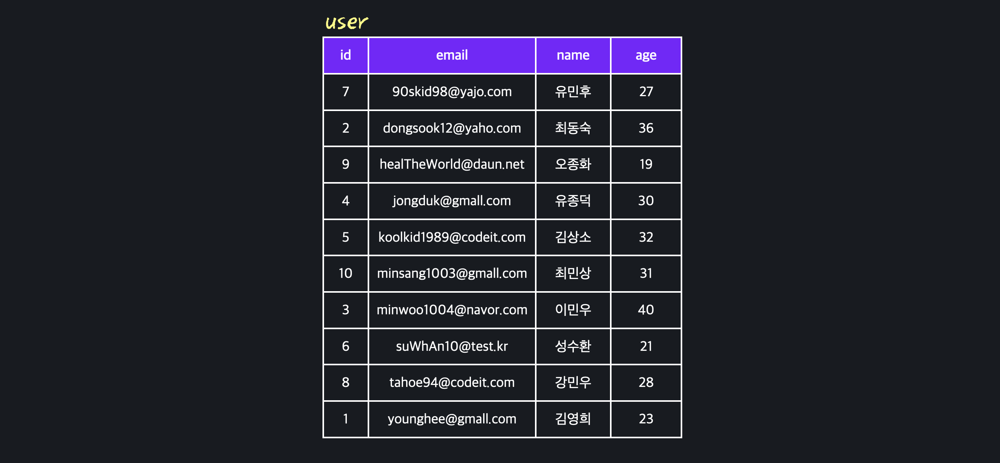 user
id email name age
7 90skid98@yajo.com 유민후 27
2 dongsook12@yaho.com 최동숙 36
9 healTheWorld@daun.net 오종화 19
4 jongduk@gmall.com 유종덕 30
5 koolkid1989@codeit.com 김상소 32
10 minsang1003@gmall.com 최민상 31
3 minwoo1004@navor.com 이민우 40
6 suWhAn10@test.kr 성수환 21
8 tahoe94@codeit.com 강민우 28
1 younghee@gmall.com 김영희 23